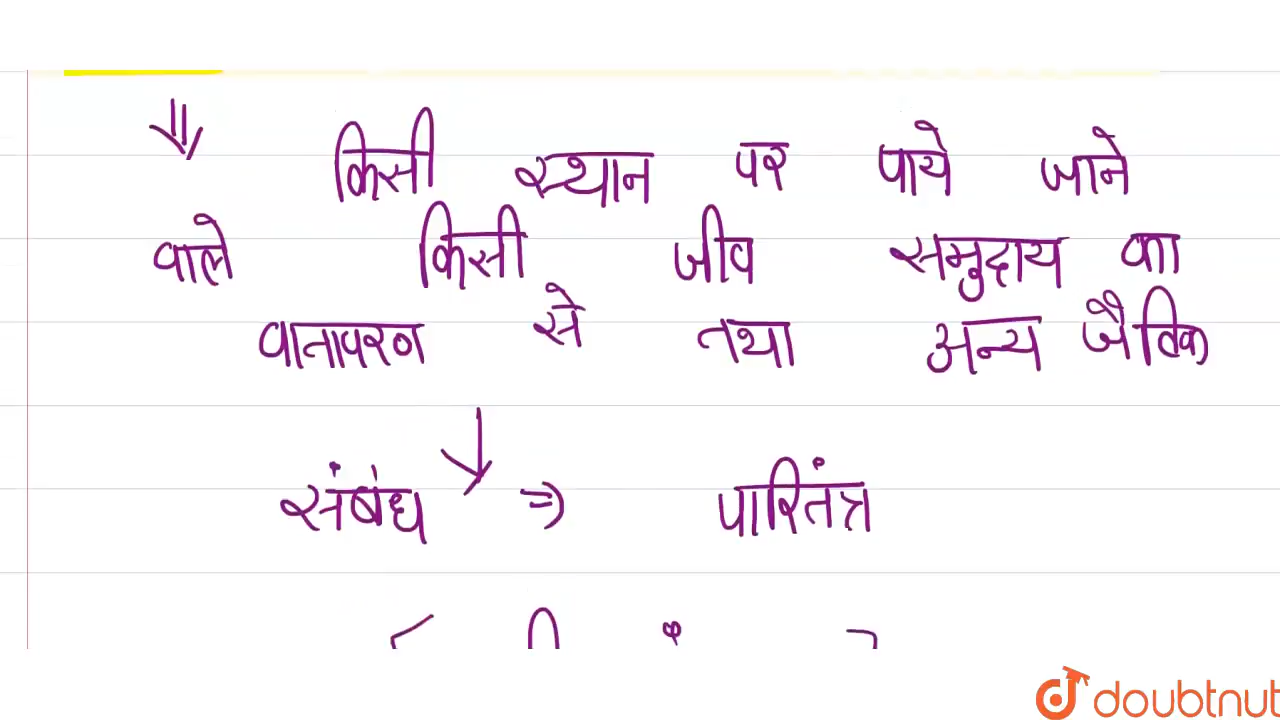 किसी स्थान पर पाये जाने
वाले किसी जीव समुदाय का
वातावरण से तथा अन्य जैविक
संबंध ⇒ पारितंत्र
doubtnut